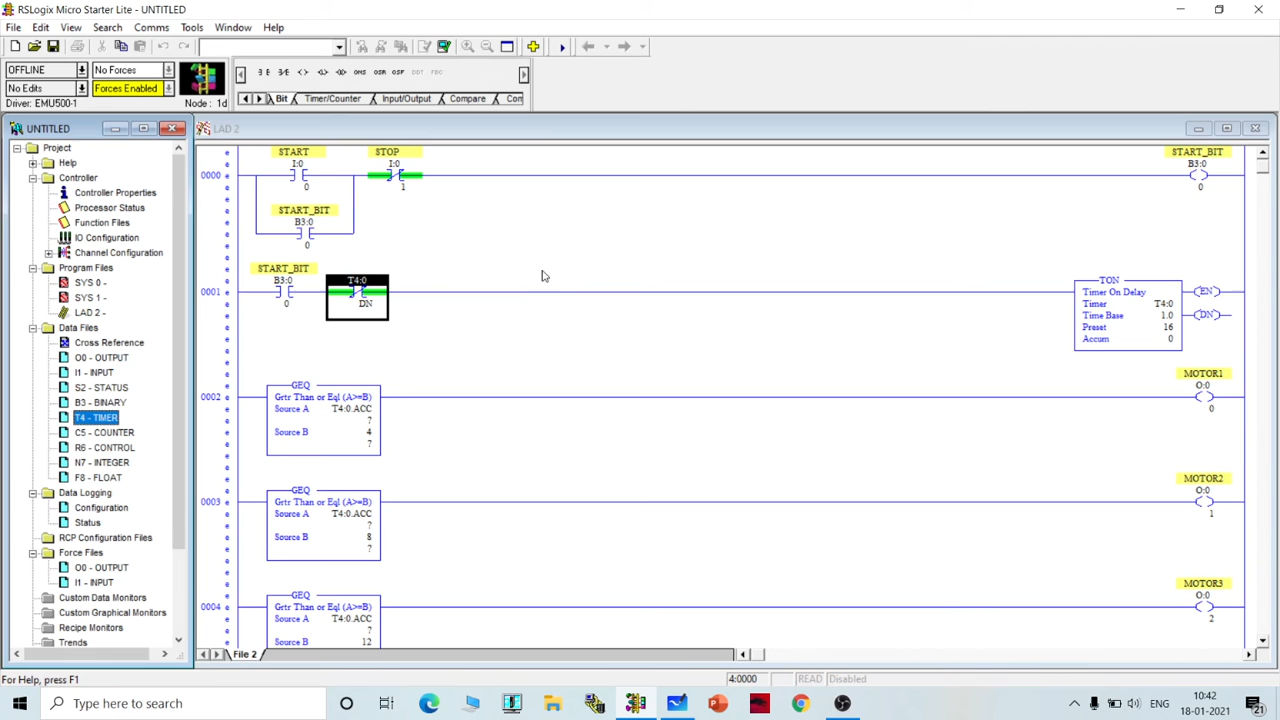 RSLogix Micro Starter Lite - UNTITLED
File Edit View Search Comms Tools Window Help
OFFLINE No Forces
No Edits Forces Enabled
Driver: EMU500-1 Node : 1d
ONS OSR OSF DDT FBC
Bit Timer/Counter Input/Output Compare Con
UNTITLED
Project
Help
Controller
Controller Properties
Processor Status
Function Files
IO Configuration
Channel Configuration
Program Files
SYS 0 -
SYS 1 -
LAD 2 -
Data Files
Cross Reference
O0 - OUTPUT
I1 - INPUT
S2 - STATUS
B3 - BINARY
T4 - TIMER
C5 - COUNTER
R6 - CONTROL
N7 - INTEGER
F8 - FLOAT
Data Logging
Configuration
Status
RCP Configuration Files
Force Files
O0 - OUTPUT
I1 - INPUT
Custom Data Monitors
Custom Graphical Monitors
Recipe Monitors
Trends
LAD 2
START STOP START_BIT
I:0 I:0 B3:0
0000
0 1 0
START_BIT
B3:0
0
START_BIT
B3:0 T4:0
0001
0 DN
TON
Timer On Delay EN
Timer T4:0
Time Base 1.0 DN
Preset 16
Accum 0
MOTOR1
GEQ O:0
0002 Grtr Than or Eql (A>=B)
Source A T4:0.ACC 0
?
Source B 4
?
MOTOR2
GEQ O:0
0003 Grtr Than or Eql (A>=B)
Source A T4:0.ACC 1
?
Source B 8
?
MOTOR3
GEQ O:0
0004 Grtr Than or Eql (A>=B)
Source A T4:0.ACC 2
?
Source B 12
File 2
For Help, press F1 4:0000 READ Disabled
Type here to search
ENG
10:42
18-01-2021
21